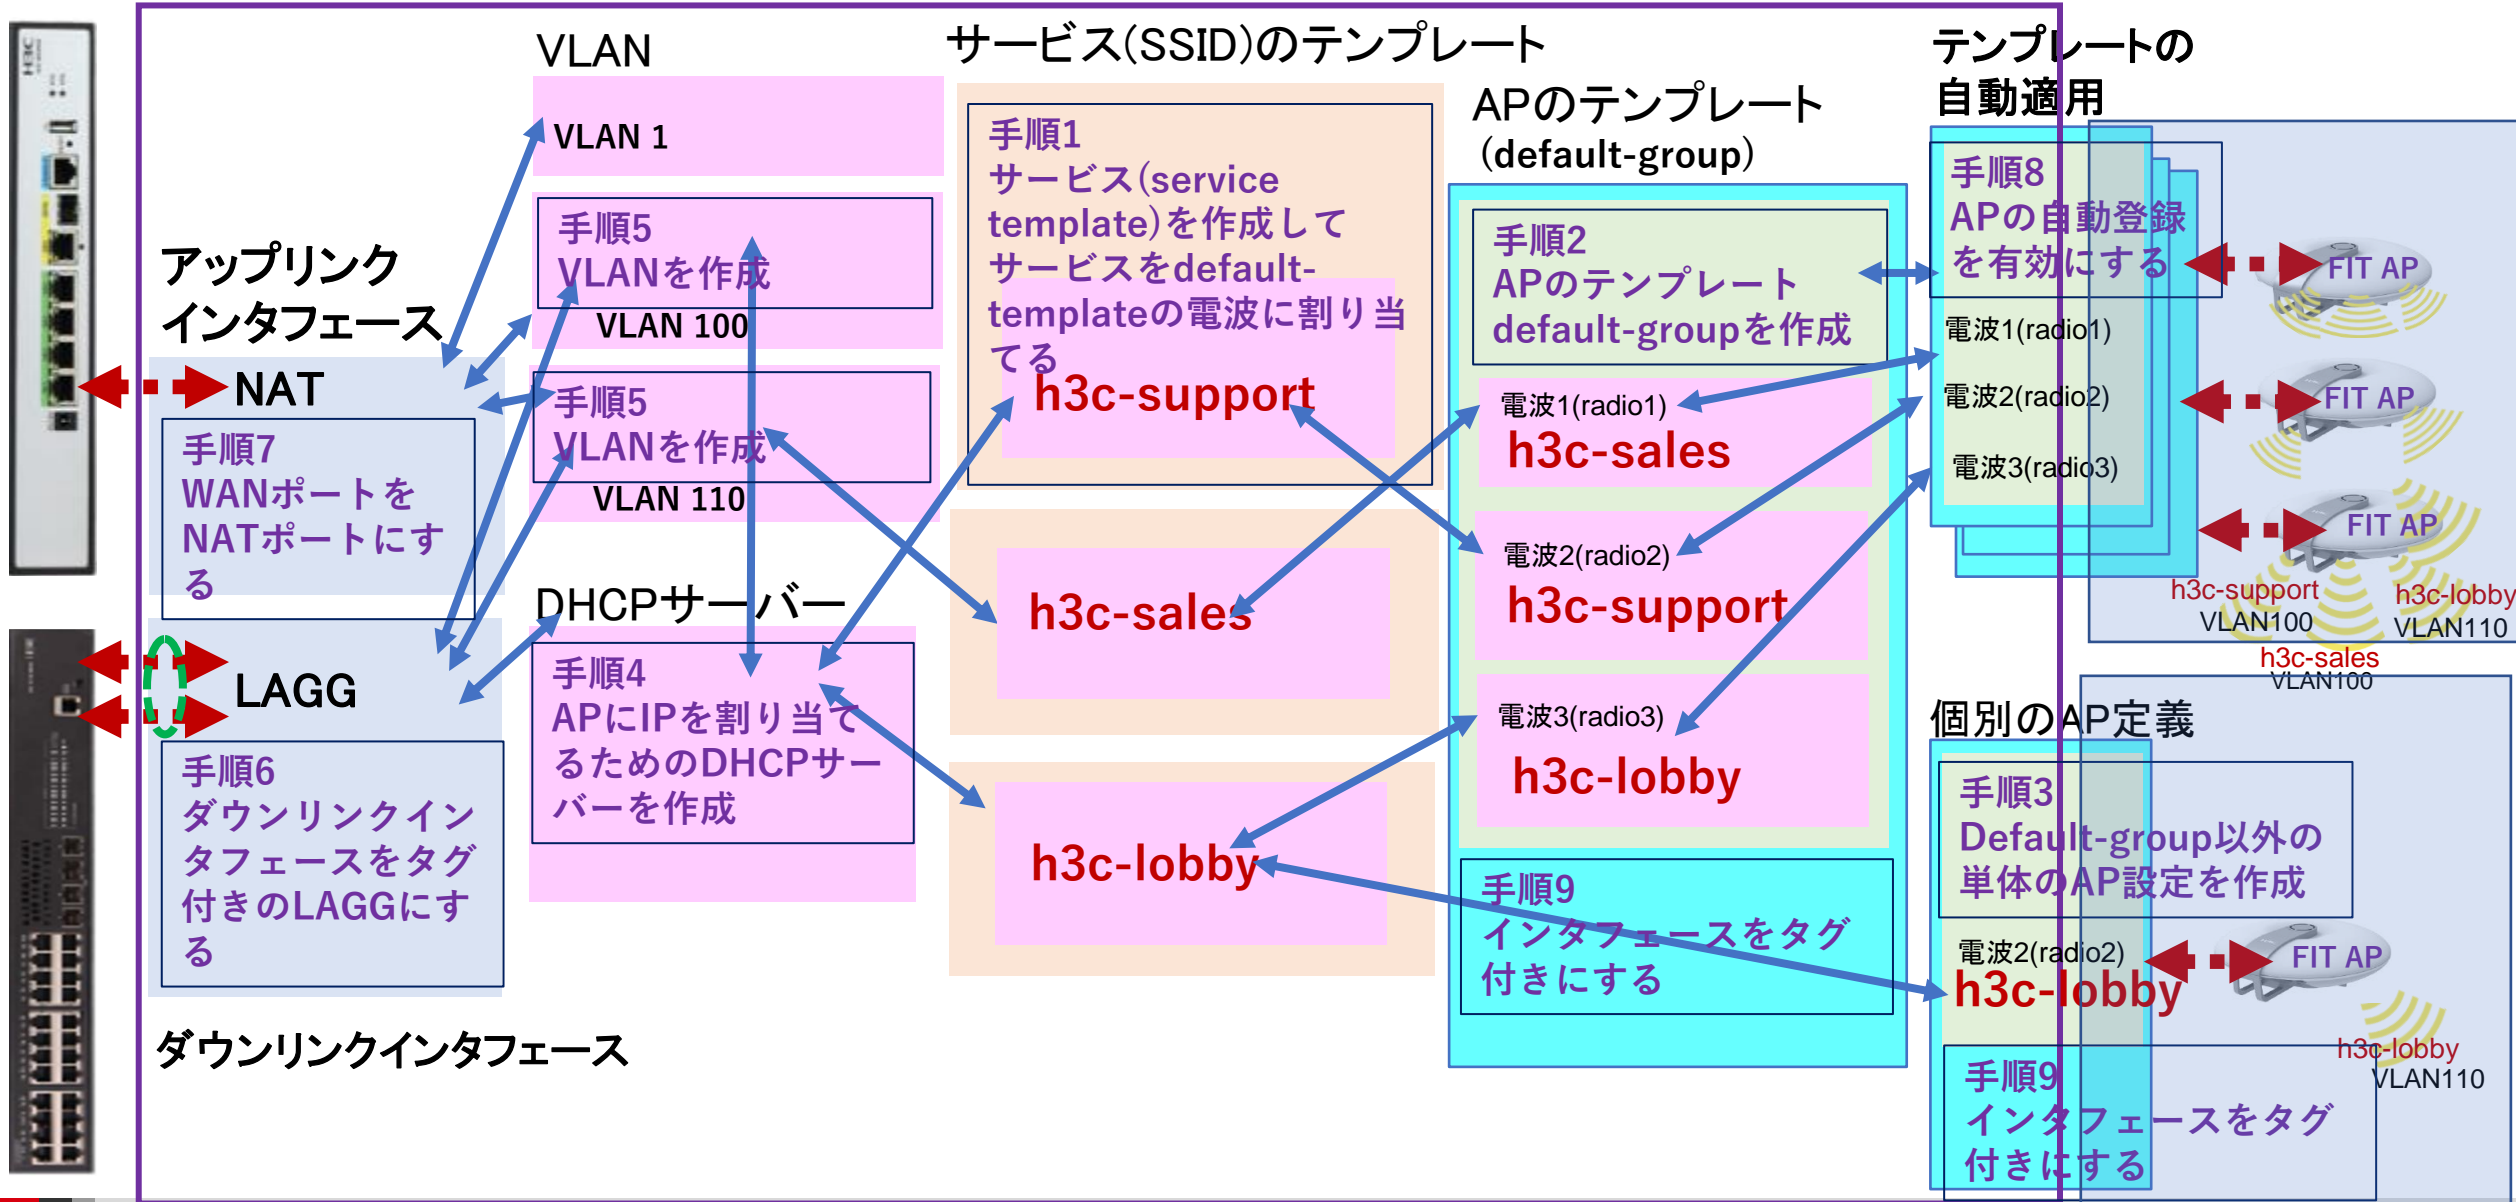 H3C
VLAN
VLAN 1
手順5
VLANを作成
VLAN 100
手順5
VLANを作成
VLAN 110
アップリンク
インタフェース
NAT
手順7
WANポートを
NATポートにす
る
LAGG
手順6
ダウンリンクイン
タフェースをタグ
付きのLAGGにす
る
ダウンリンクインタフェース
DHCPサーバー
手順4
APにIPを割り当て
るためのDHCPサー
バーを作成
サービス(SSID)のテンプレート
手順1
サービス(service
template)を作成して
サービスをdefault-
templateの電波に割り当
てる
h3c-support
h3c-sales
h3c-lobby
APのテンプレート
(default-group)
手順2
APのテンプレート
default-groupを作成
電波1(radio1)
h3c-sales
電波2(radio2)
h3c-support
電波3(radio3)
h3c-lobby
手順9
インタフェースをタグ
付きにする
テンプレートの
自動適用
手順8
APの自動登録
を有効にする
電波1(radio1)
電波2(radio2)
電波3(radio3)
FIT AP
FIT AP
FIT AP
h3c-support
VLAN100
h3c-lobby
VLAN110
h3c-sales
VLAN100
個別のAP定義
手順3
Default-group以外の
単体のAP設定を作成
電波2(radio2)
h3c-lobby
FIT AP
h3c-lobby
VLAN110
手順9
インタフェースをタグ
付きにする